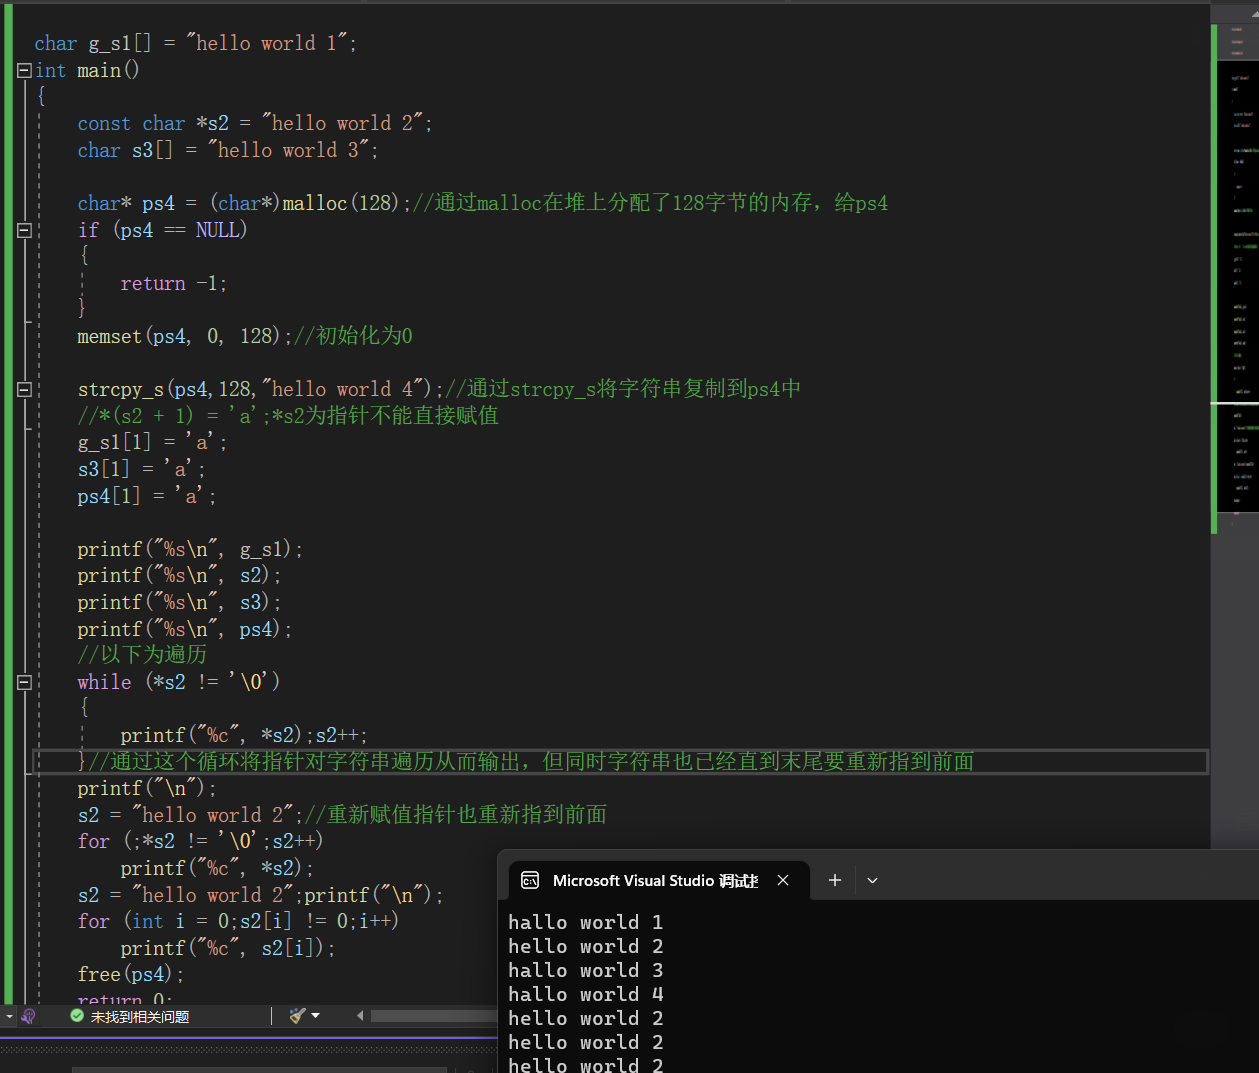 char g_s1[] = "hello world 1";
int main()
{
const char *s2 = "hello world 2";
char s3[] = "hello world 3";
char* ps4 = (char*)malloc(128);//通过malloc在堆上分配了128字节的内存，给ps4
if (ps4 == NULL)
{
return -1;
}
memset(ps4, 0, 128);//初始化为0
strcpy_s(ps4,128,"hello world 4");//通过strcpy_s将字符串复制到ps4中
//*(s2 + 1) = 'a';*s2为指针不能直接赋值
g_s1[1] = 'a';
s3[1] = 'a';
ps4[1] = 'a';
printf("%s\n", g_s1);
printf("%s\n", s2);
printf("%s\n", s3);
printf("%s\n", ps4);
//以下为遍历
while (*s2 != '\0')
{
printf("%c", *s2);s2++;
}//通过这个循环将指针对字符串遍历从而输出，但同时字符串也已经直到末尾要重新指到前面
printf("\n");
s2 = "hello world 2";//重新赋值指针也重新指到前面
for (;*s2 != '\0';s2++)
printf("%c", *s2);
s2 = "hello world 2";printf("\n");
for (int i = 0;s2[i] != 0;i++)
printf("%c", s2[i]);
free(ps4);
return 0;
未找到相关问题
Microsoft Visual Studio 调试
hallo world 1
hello world 2
hallo world 3
hallo world 4
hello world 2
hello world 2
hello world 2